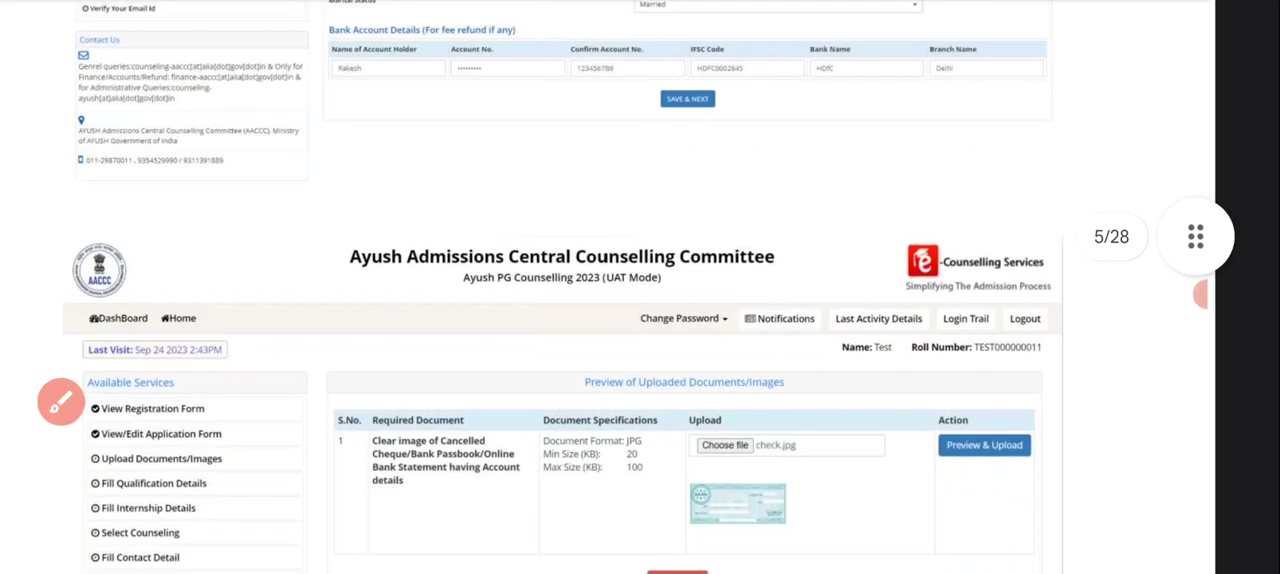 Marital Status
Married
Verify Your Email Id
Contact Us
Genrel queries:counseling-aaccc[at]aiia[dot]gov[dot]in & Only for
Finance/Accounts/Refund: finance-aaccc[at]aiia[dot]gov[dot]in &
for Administrative Queries:counseling-
ayush[at]aiia[dot]gov[dot]in
AYUSH Admissions Central Counselling Committee (AACCC), Ministry
of AYUSH Government of India
011-29870011 , 9354529990 / 9311391889
Bank Account Details (For fee refund if any)
Name of Account Holder Account No. Confirm Account No. IFSC Code Bank Name Branch Name
Rakesh ••••••••• 123456789 HDFC0002845 HDfC Delhi
SAVE & NEXT
5/28
AACCC
Ayush Admissions Central Counselling Committee
Ayush PG Counselling 2023 (UAT Mode)
e-Counselling Services
Simplifying The Admission Process
DashBoard Home Change Password Notifications Last Activity Details Login Trail Logout
Last Visit: Sep 24 2023 2:43PM Name: Test Roll Number: TEST000000011
Available Services
View Registration Form
View/Edit Application Form
Upload Documents/Images
Fill Qualification Details
Fill Internship Details
Select Counseling
Fill Contact Detail
Preview of Uploaded Documents/Images
S.No. Required Document Document Specifications Upload Action
1 Clear image of Cancelled
Cheque/Bank Passbook/Online
Bank Statement having Account
details
Document Format: JPG
Min Size (KB): 20
Max Size (KB): 100
Choose file check.jpg
Preview & Upload
BANK